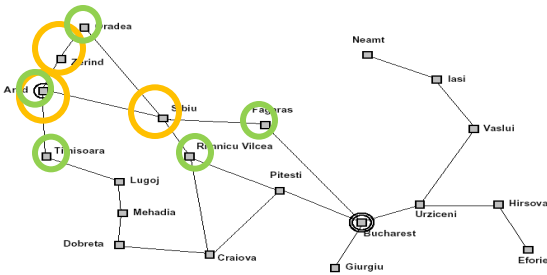 Oradea
Neamt
Zerind
Iasi
Arad
Sibiu
Fagaras
Vaslui
Timisoara
Rimnicu Vilcea
Pitesti
Lugoj
Hirsova
Mehadia
Urziceni
Bucharest
Dobreta
Craiova
Eforie
Giurgiu